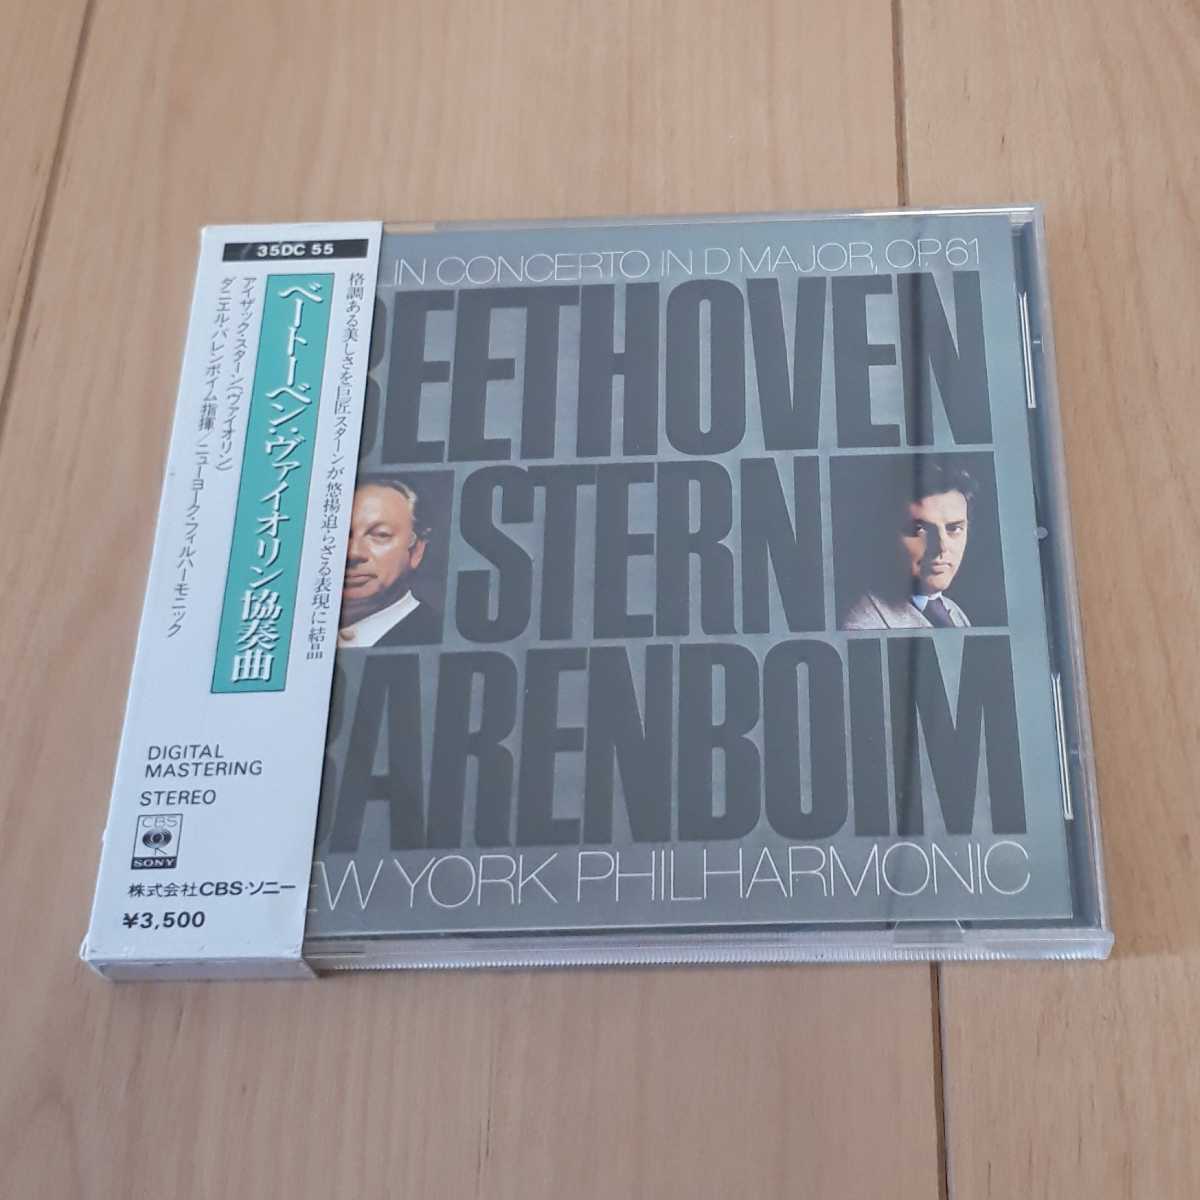 35DC 55
格調ある美しさを巨匠スターンが悠揚迫らざる表現に結晶
ベートーベン:ヴァイオリン協奏曲
アイザック・スターン(ヴァイオリン)
ダニエル・バレンボイム指揮/ニューヨーク・フィルハーモニック
DIGITAL
MASTERING
STEREO
CBS
SONY
株式会社CBS・ソニー
¥3,500
LIN CONCERTO IN D MAJOR, OP. 61
BEETHOVEN
STERN
BARENBOIM
NEW YORK PHILHARMONIC